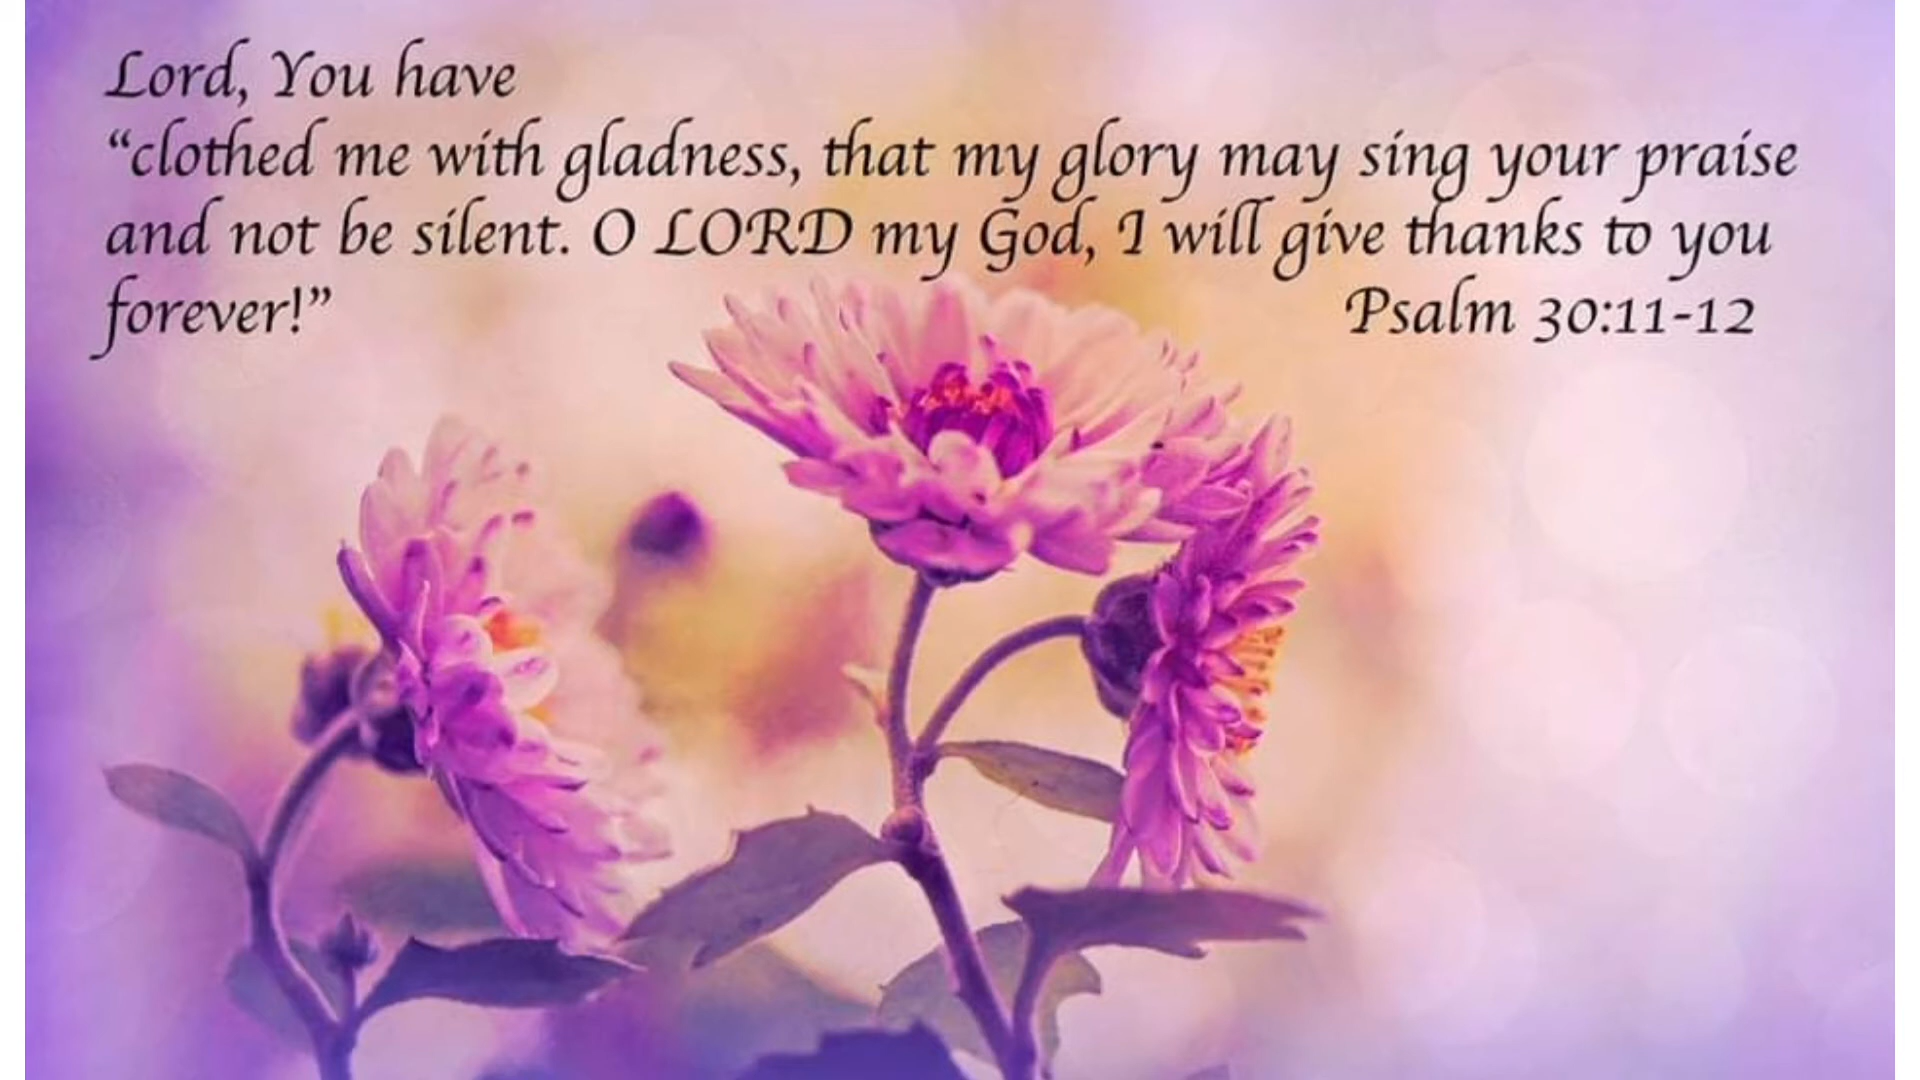 Lord, You have
“clothed me with gladness, that my glory may sing your praise
and not be silent. O LORD my God, I will give thanks to you
forever!” Psalm 30:11-12